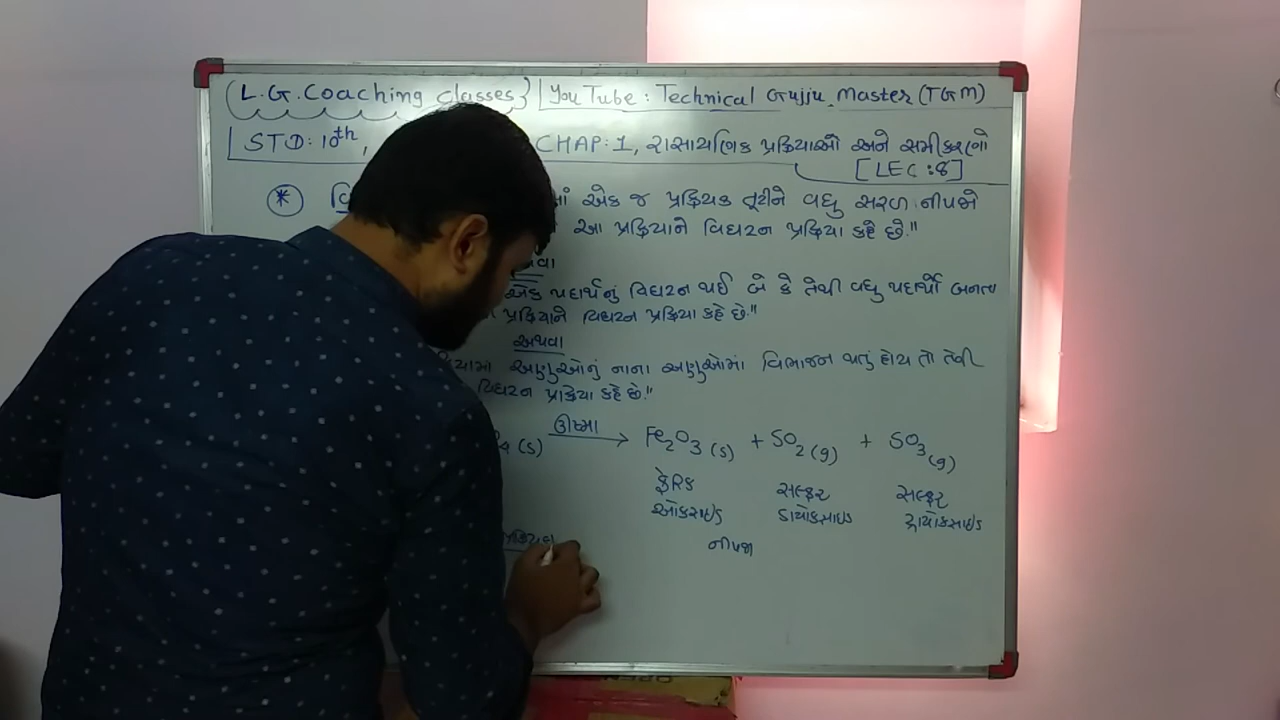 L.G. Coaching Classes | YouTube : Technical Gujju Master (TGM)
STD: 10th, CHAP: 1, રાસાયણિક પ્રક્રિયાઓ અને સમીકરણો
[LEC : 8]
* એક જ પ્રક્રિયક તૂટીને વધુ સરળ નીપજો
આ પ્રક્રિયાને વિઘટન પ્રક્રિયા કહે છે."
એક પદાર્થનું વિઘટન થઈ બે કે તેથી વધુ પદાર્થો બનતા
પ્રક્રિયાને વિઘટન પ્રક્રિયા કહે છે."
અથવા
અણુઓનું નાના અણુઓમાં વિભાજન થતું હોય તો તેવી
વિઘટન પ્રક્રિયા કહે છે."
(s) ઊષ્મા → Fe₂O₃ (s) + SO₂ (g) + SO₃ (g)
ફેરિક સલ્ફર સલ્ફર
ઓક્સાઇડ ડાયોક્સાઇડ ટ્રાયોક્સાઇડ
નીપજ